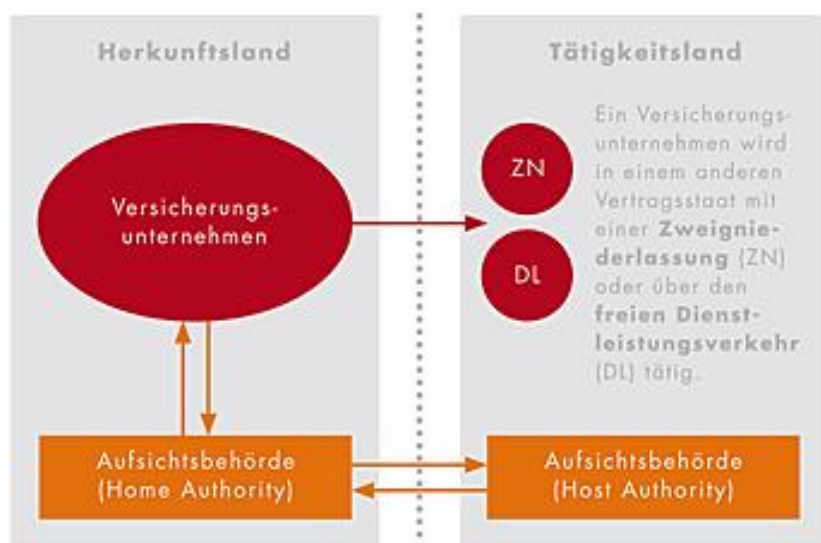 Herkunftsland
Versicherungs-
unternehmen
Aufsichtsbehörde
(Home Authority)
Tätigkeitsland
ZN
DL
Ein Versicherungs-
unternehmen wird
in einem anderen
Vertragsstaat mit
einer Zweignie-
derlassung (ZN)
oder über den
freien Dienst-
leistungsverkehr
(DL) tätig.
Aufsichtsbehörde
(Host Authority)